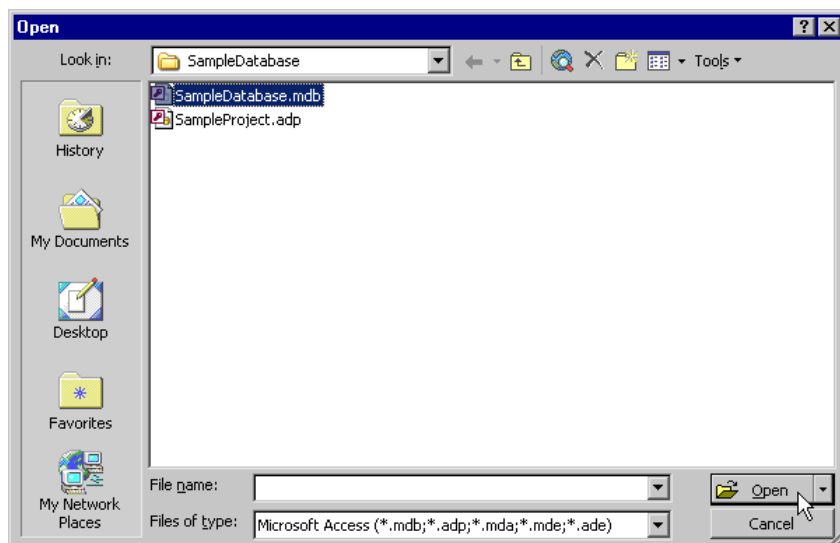 Open
Look in:
SampleDatabase
Tools
SampleDatabase.mdb
SampleProject.adp
History
My Documents
Desktop
Favorites
My Network
Places
File name:
Files of type:
Microsoft Access (*.mdb;*.adp;*.mda;*.mde;*.ade)
Open
Cancel